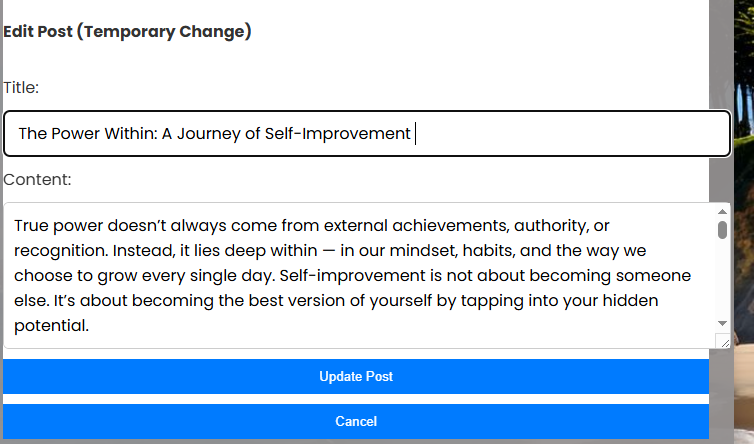 Edit Post (Temporary Change)
Title:
The Power Within: A Journey of Self-Improvement
Content:
True power doesn’t always come from external achievements, authority, or
recognition. Instead, it lies deep within — in our mindset, habits, and the way we
choose to grow every single day. Self-improvement is not about becoming someone
else. It’s about becoming the best version of yourself by tapping into your hidden
potential.
Update Post
Cancel